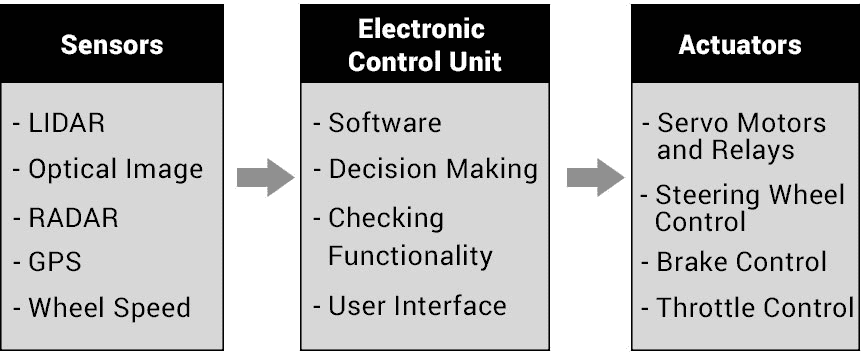 Sensors
- LIDAR
- Optical Image
- RADAR
- GPS
- Wheel Speed
Electronic
Control Unit
- Software
- Decision Making
- Checking
Functionality
- User Interface
Actuators
- Servo Motors
and Relays
- Steering Wheel
Control
- Brake Control
- Throttle Control